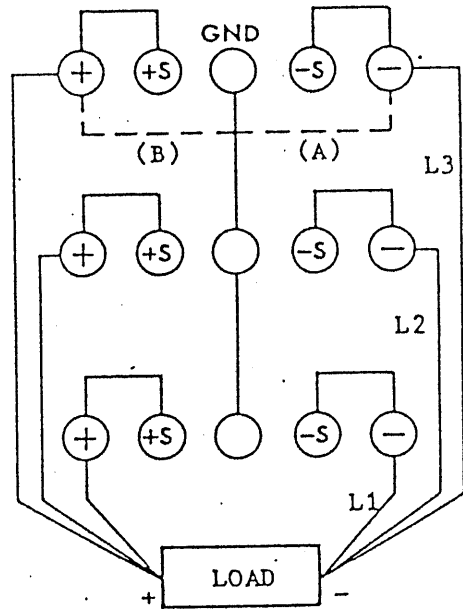 GND
+ +S -S −
(B) (A)
L3
+ +S -S −
L2
+ +S -S −
L1
LOAD
+ −